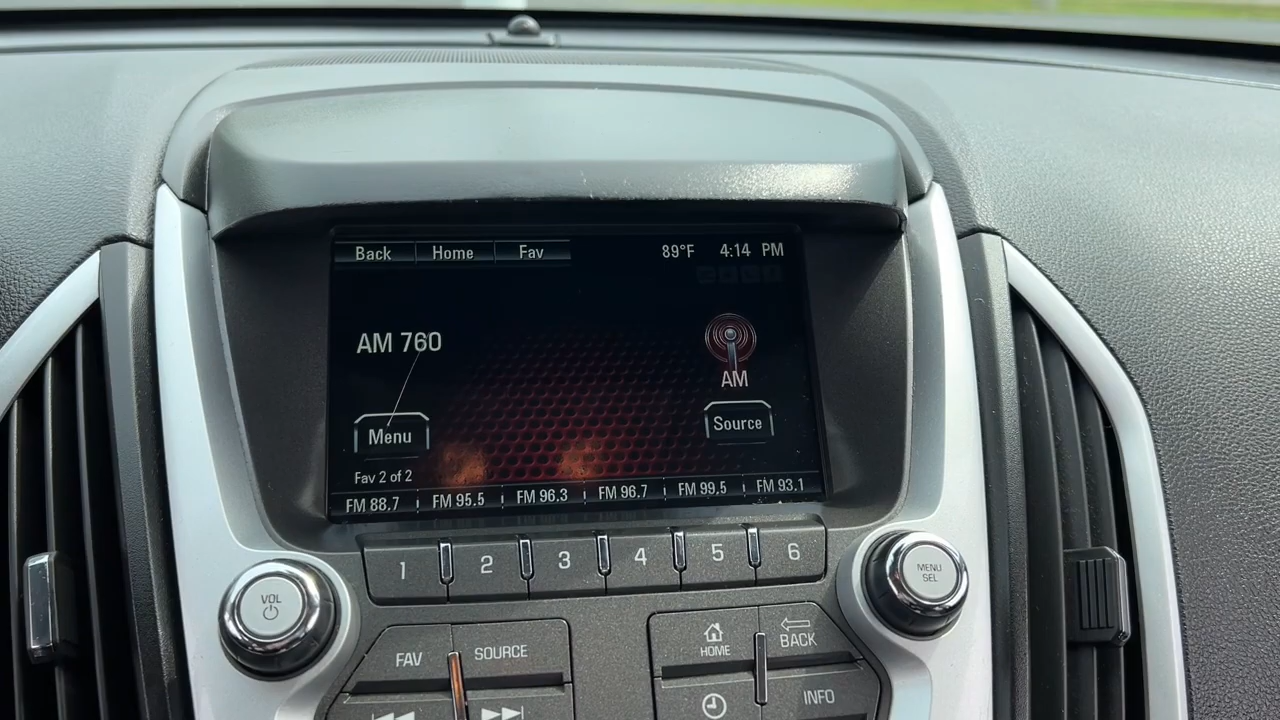 Back Home Fav 89°F 4:14 PM
AM 760
AM
Menu Source
Fav 2 of 2
FM 88.7 FM 95.5 FM 96.3 FM 96.7 FM 99.5 FM 93.1
1 2 3 4 5 6
VOL
MENU
SEL
FAV SOURCE
HOME BACK
INFO